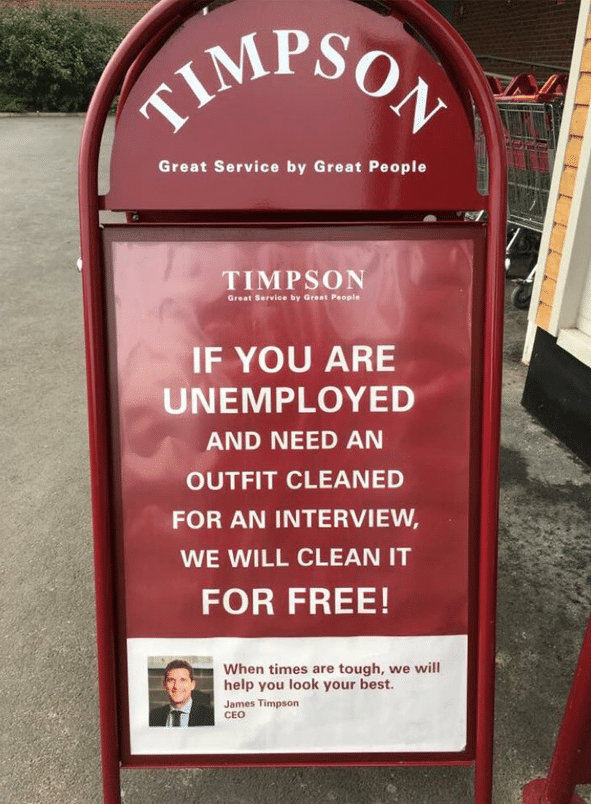 TIMPSON
Great Service by Great People
TIMPSON
Great Service by Great People
IF YOU ARE
UNEMPLOYED
AND NEED AN
OUTFIT CLEANED
FOR AN INTERVIEW,
WE WILL CLEAN IT
FOR FREE!
When times are tough, we will
help you look your best.
James Timpson
CEO